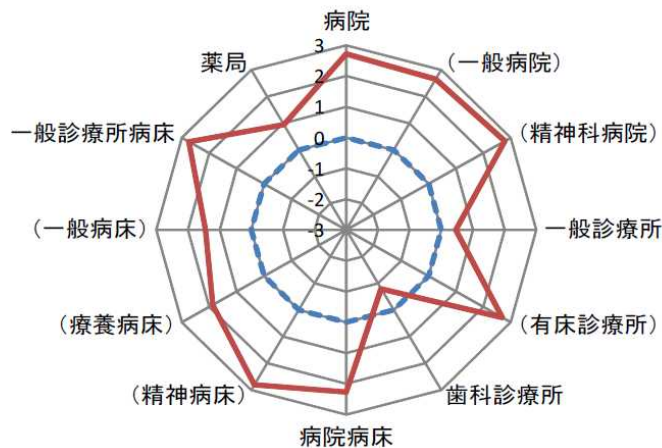 病院
（一般病院）
（精神科病院）
一般診療所
（有床診療所）
歯科診療所
病院病床
（精神病床）
（療養病床）
（一般病床）
一般診療所病床
薬局
3
2
1
0
-1
-2
-3